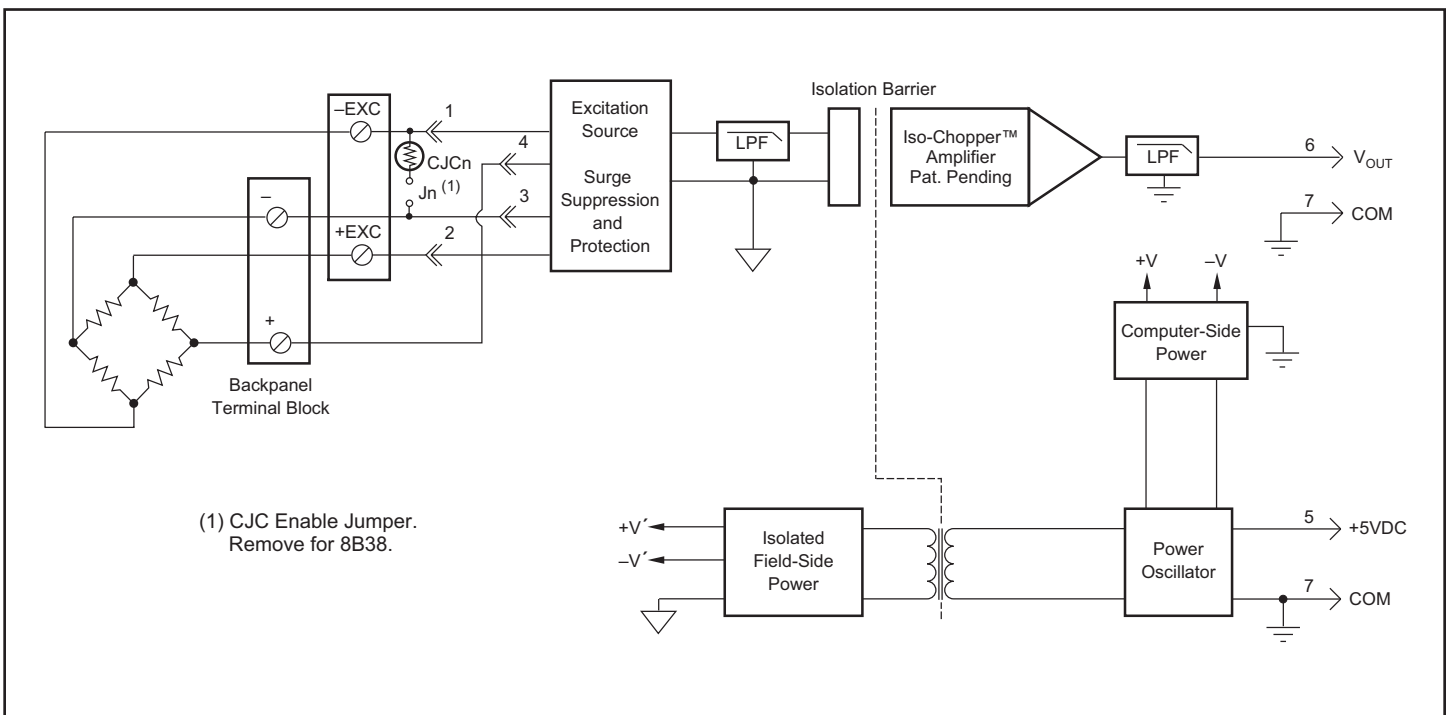 –EXC
1
CJCn
Jn (1)
4
–
3
+EXC
2
+
Backpanel
Terminal Block
Excitation
Source
Surge
Suppression
and
Protection
LPF
Isolation Barrier
Iso-Chopper™
Amplifier
Pat. Pending
LPF
6
VOUT
7
COM
+V
–V
Computer-Side
Power
(1) CJC Enable Jumper.
Remove for 8B38.
+V´
–V´
Isolated
Field-Side
Power
Power
Oscillator
5
+5VDC
7
COM